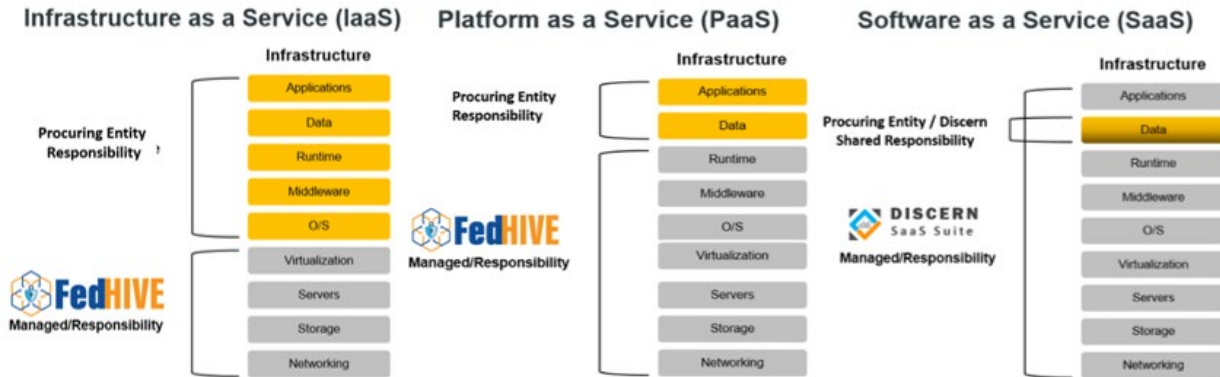 Infrastructure as a Service (IaaS)
Infrastructure
Applications
Data
Runtime
Middleware
O/S
Virtualization
Servers
Storage
Networking
Procuring Entity
Responsibility
FedHIVE
Managed/Responsibility
Platform as a Service (PaaS)
Infrastructure
Applications
Data
Runtime
Middleware
O/S
Virtualization
Servers
Storage
Networking
Procuring Entity
Responsibility
FedHIVE
Managed/Responsibility
Software as a Service (SaaS)
Infrastructure
Applications
Data
Runtime
Middleware
O/S
Virtualization
Servers
Storage
Networking
Procuring Entity / Discern
Shared Responsibility
DISCERN
SaaS Suite
Managed/Responsibility